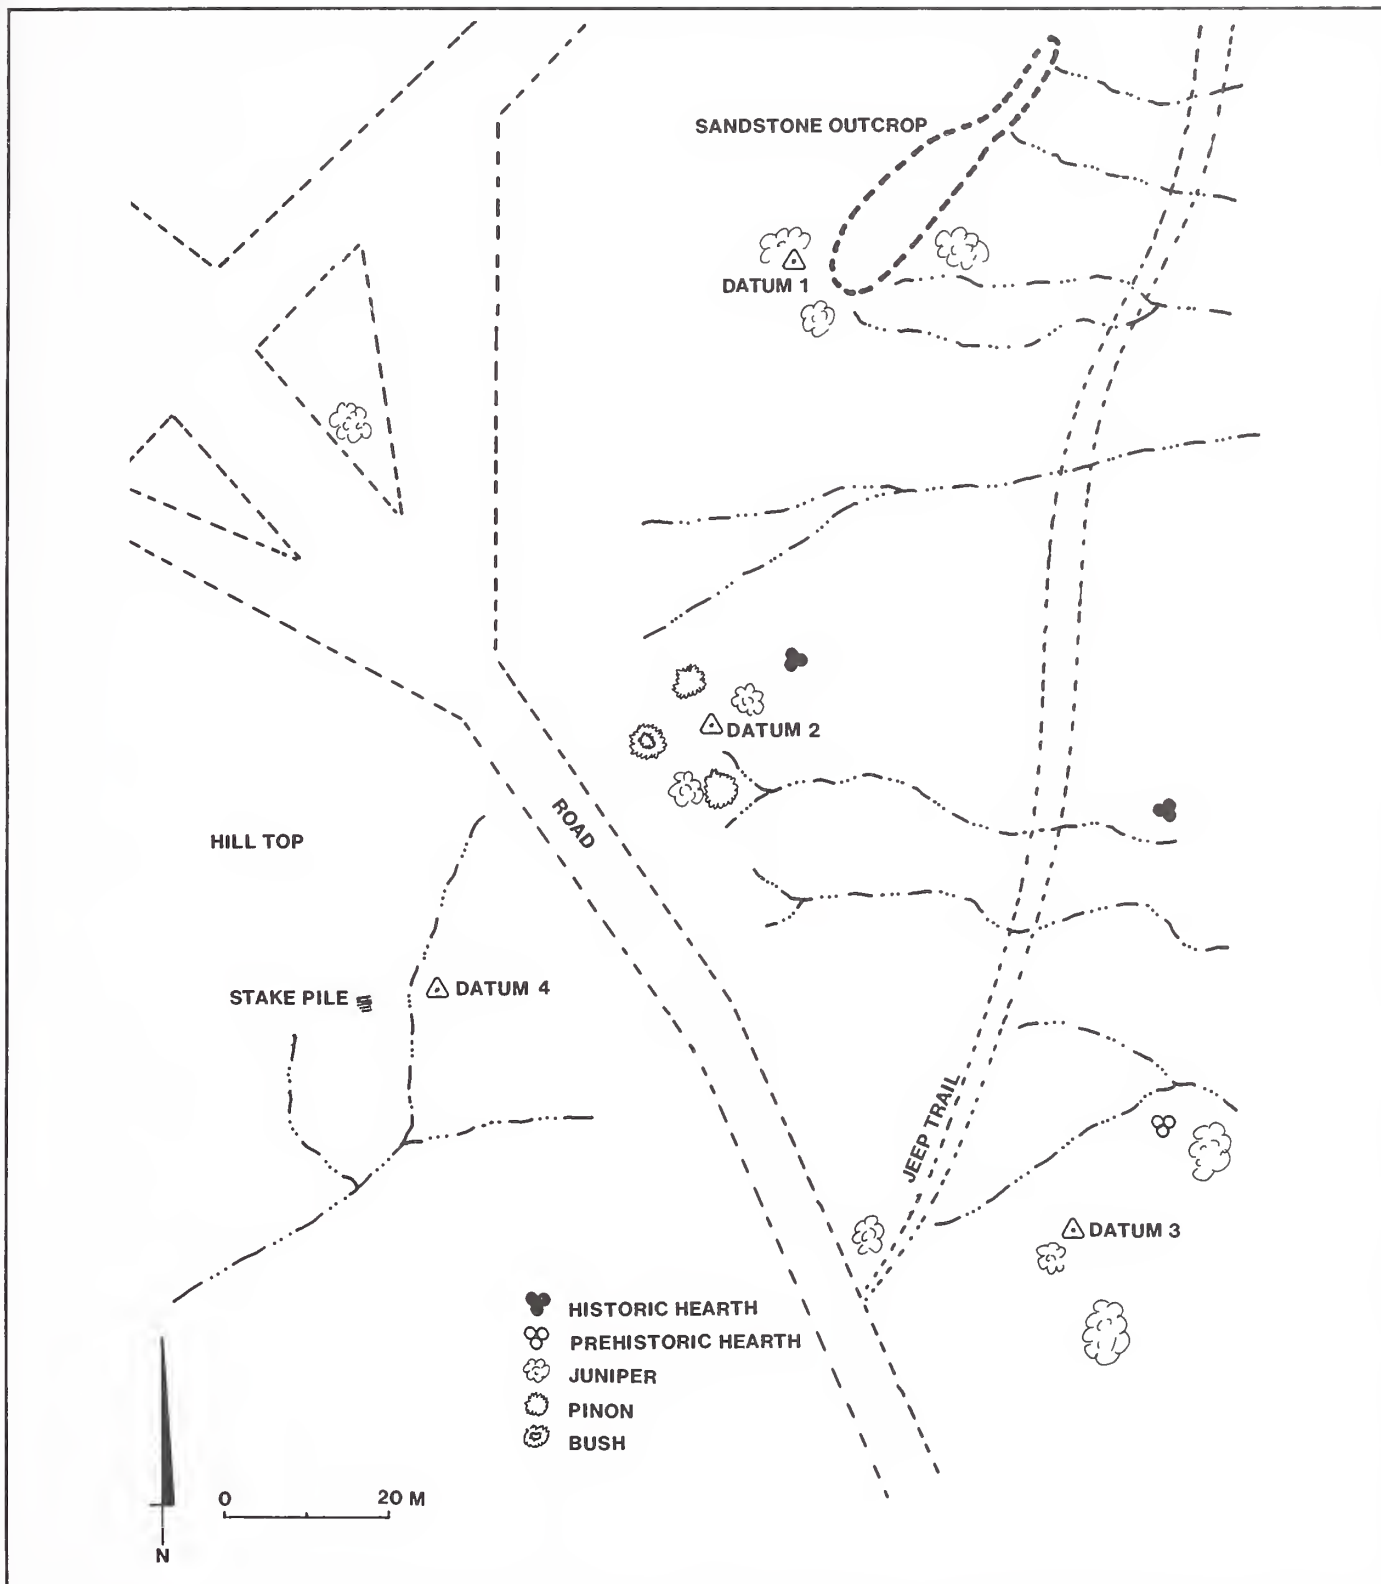 SANDSTONE OUTCROP
DATUM 1
DATUM 2
ROAD
HILL TOP
STAKE PILE
DATUM 4
JEEP TRAIL
DATUM 3
HISTORIC HEARTH
PREHISTORIC HEARTH
JUNIPER
PINON
BUSH
0 20 M
N